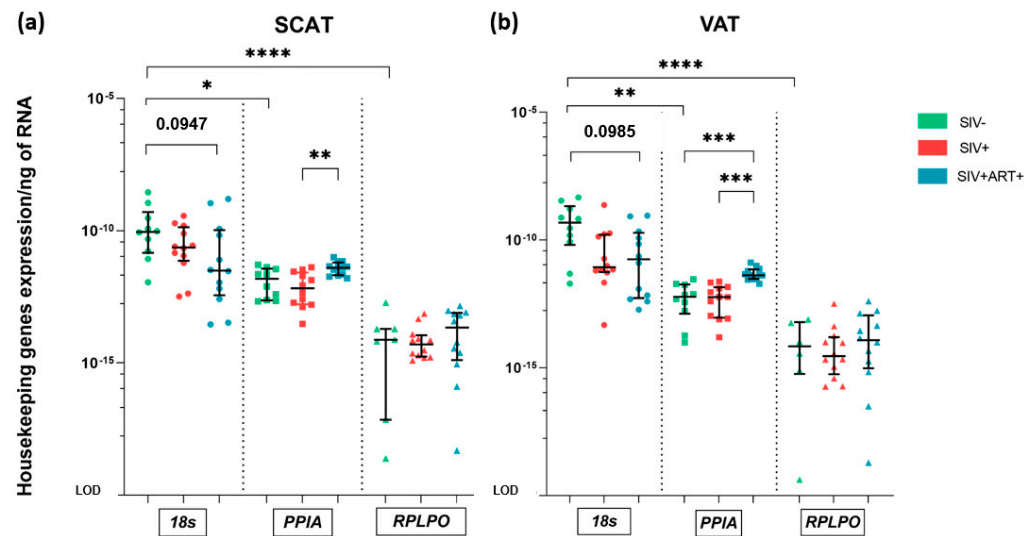 (a)
SCAT
(b)
VAT
Housekeeping genes expression/ng of RNA
****
*
0.0947
**
10-5
10-10
10-15
LOD
18s
PPIA
RPLPO
****
**
0.0985
***
***
10-5
10-10
10-15
LOD
18s
PPIA
RPLPO
SIV-
SIV+
SIV+ART+